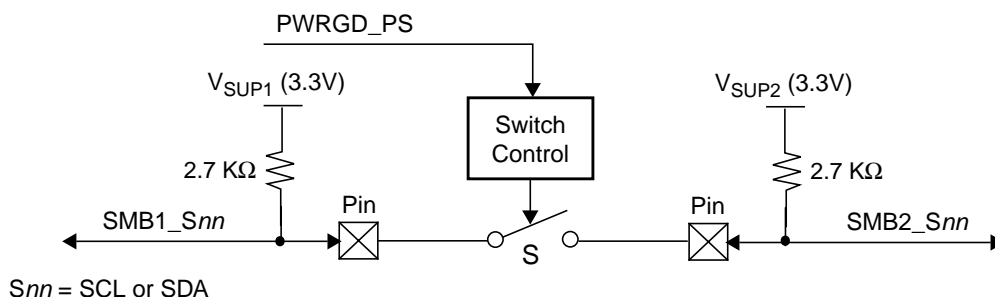 PWRGD_PS
VSUP1 (3.3V)
VSUP2 (3.3V)
Switch
Control
2.7 KΩ
2.7 KΩ
Pin
Pin
SMB1_Snn
SMB2_Snn
S
Snn = SCL or SDA